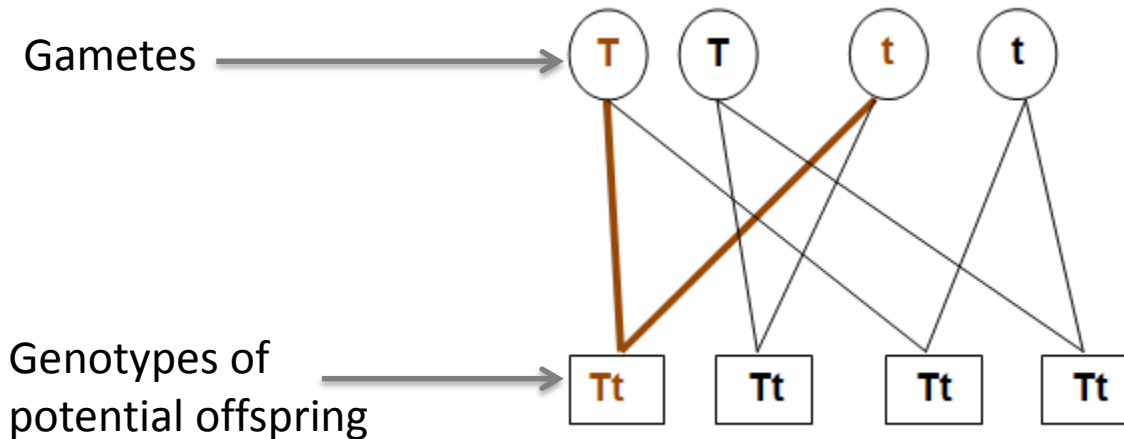 Gametes
T T t t
Genotypes of
potential offspring
Tt Tt Tt Tt